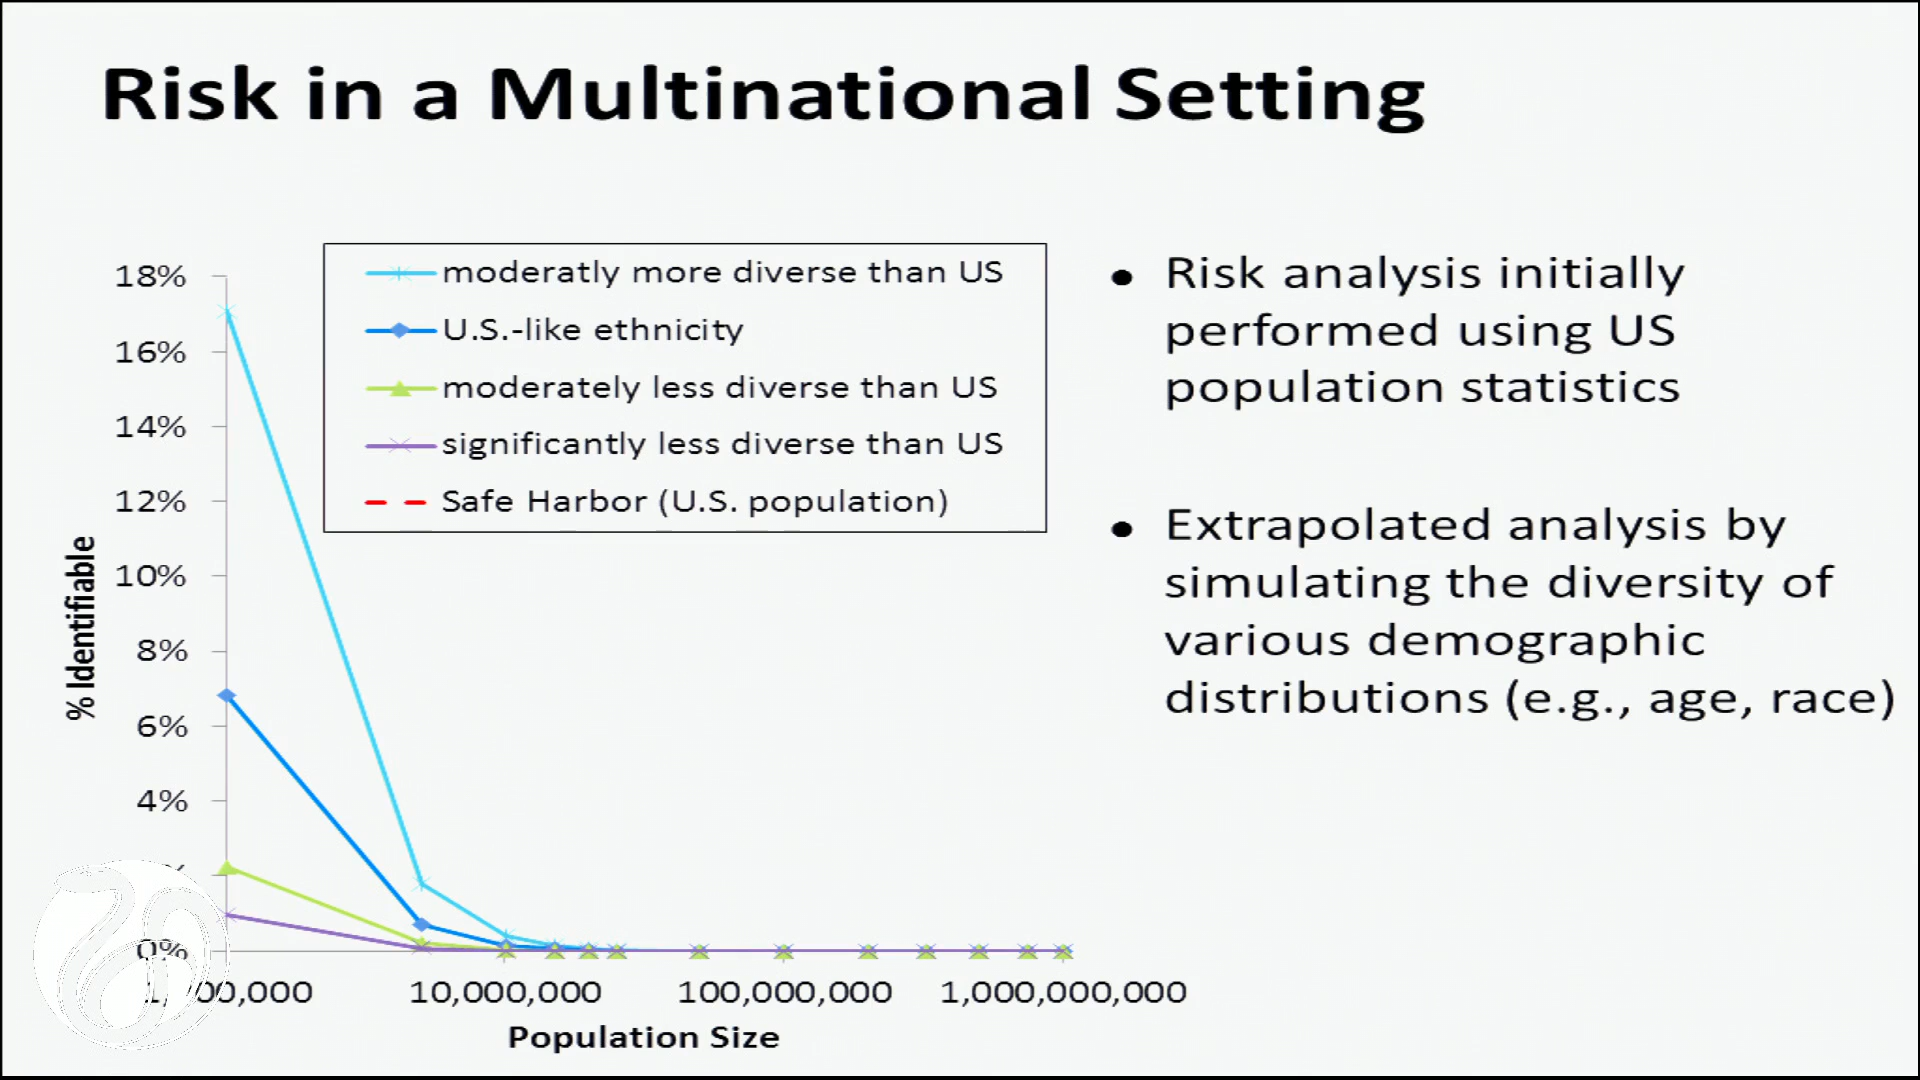 Risk in a Multinational Setting
moderatly more diverse than US
U.S.-like ethnicity
moderately less diverse than US
significantly less diverse than US
Safe Harbor (U.S. population)
18%
16%
14%
12%
10%
8%
6%
4%
0%
% Identifiable
10,000,000
100,000,000
1,000,000,000
Population Size
• Risk analysis initially
performed using US
population statistics
• Extrapolated analysis by
simulating the diversity of
various demographic
distributions (e.g., age, race)